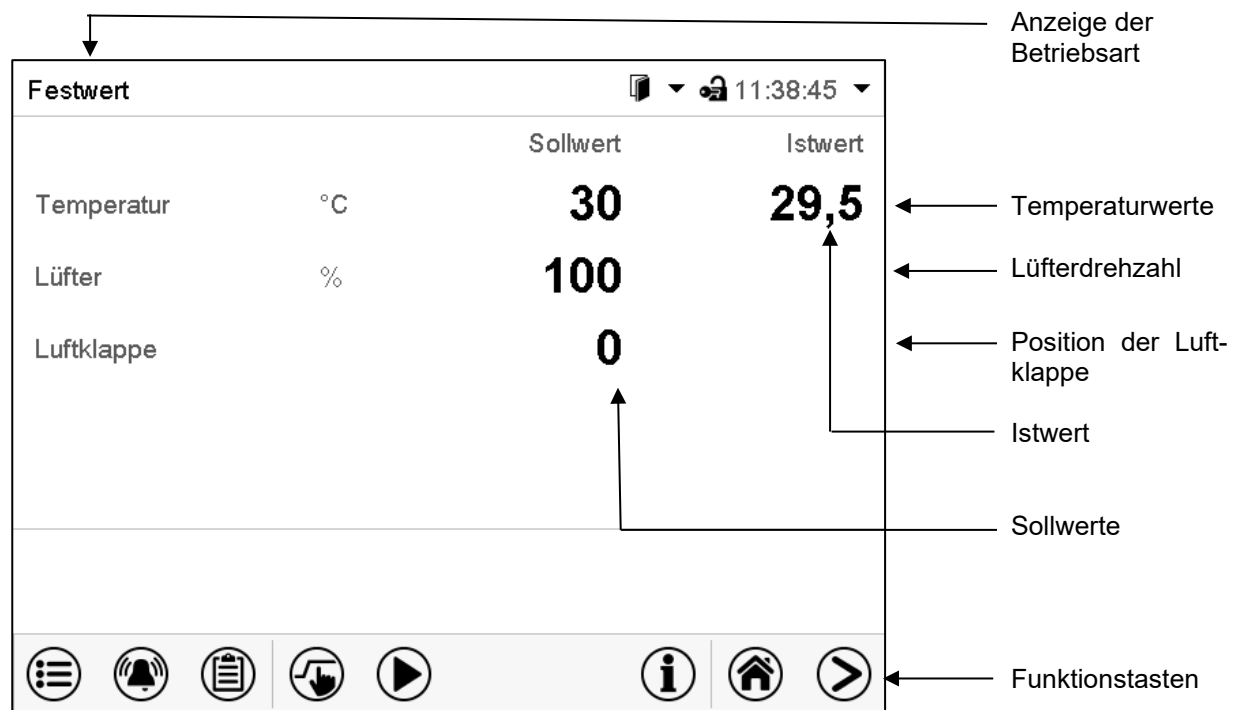 Anzeige der
Betriebsart
Festwert 11:38:45
Sollwert Istwert
Temperatur °C 30 29,5
Temperaturwerte
Lüfter % 100
Lüfterdrehzahl
Luftklappe 0
Position der Luft-
klappe
Istwert
Sollwerte
Funktionstasten